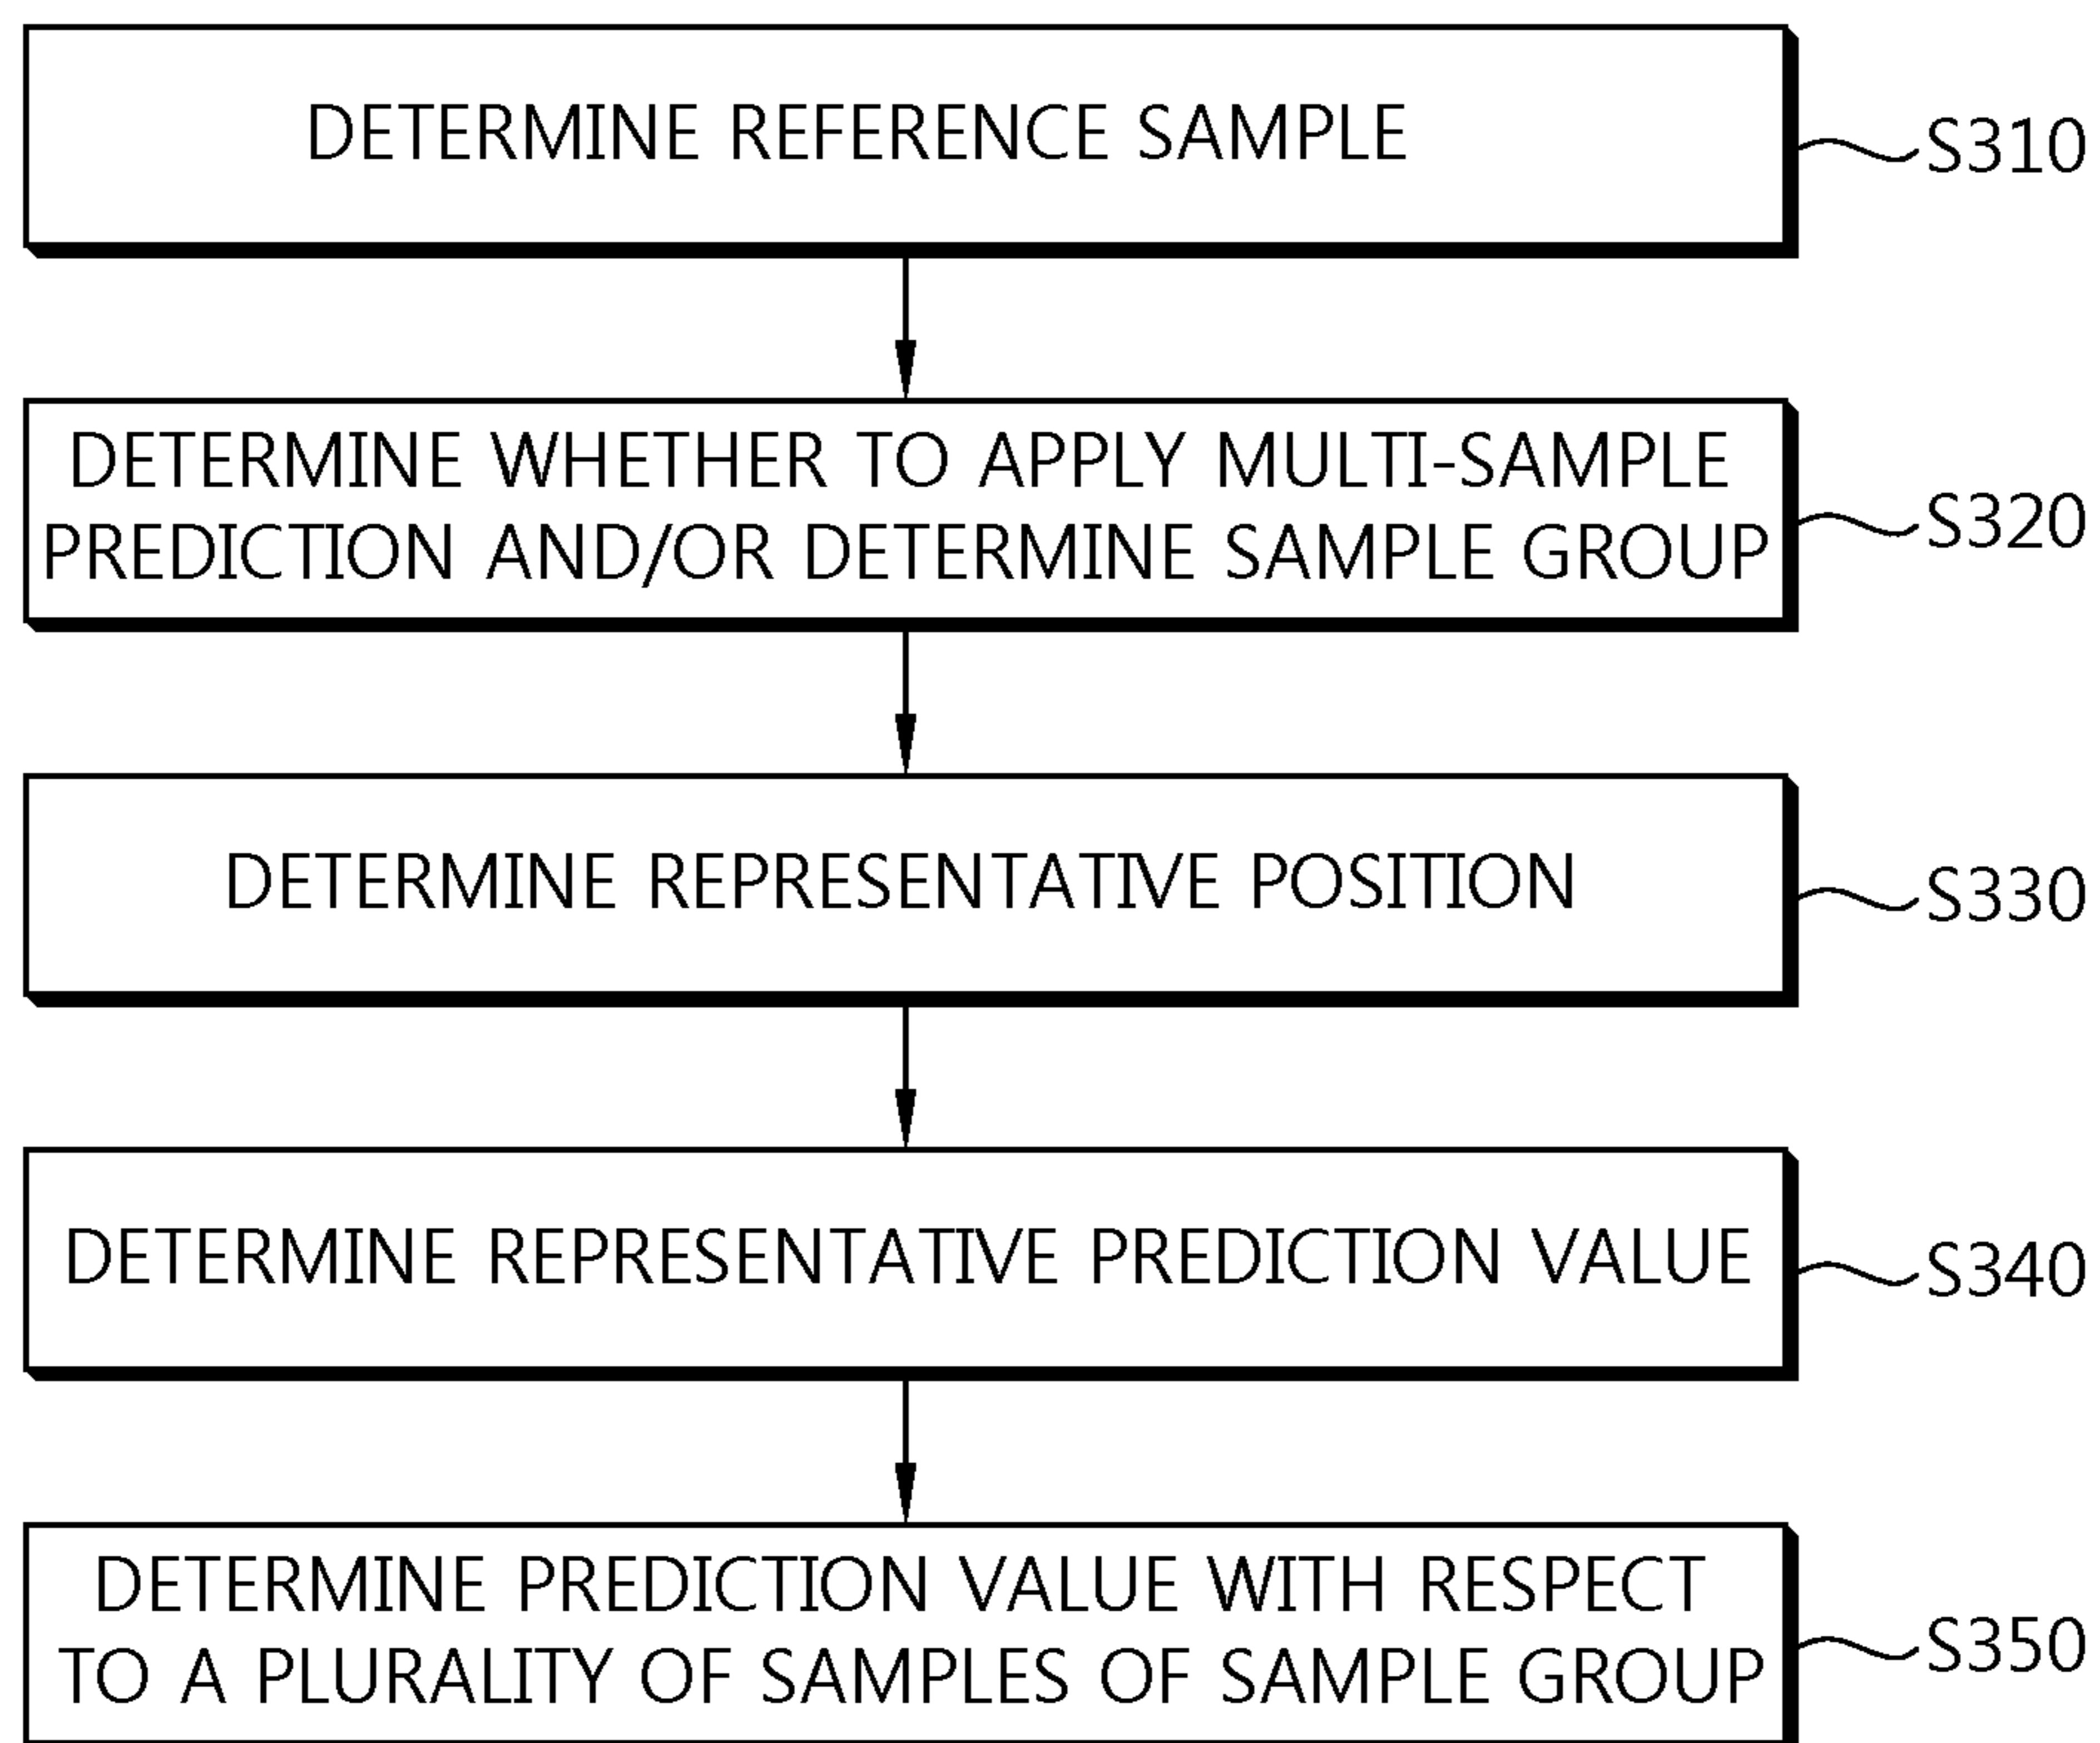 DETERMINE REFERENCE SAMPLE
S310
DETERMINE WHETHER TO APPLY MULTI-SAMPLE
PREDICTION AND/OR DETERMINE SAMPLE GROUP
S320
DETERMINE REPRESENTATIVE POSITION
S330
DETERMINE REPRESENTATIVE PREDICTION VALUE
S340
DETERMINE PREDICTION VALUE WITH RESPECT
TO A PLURALITY OF SAMPLES OF SAMPLE GROUP
S350